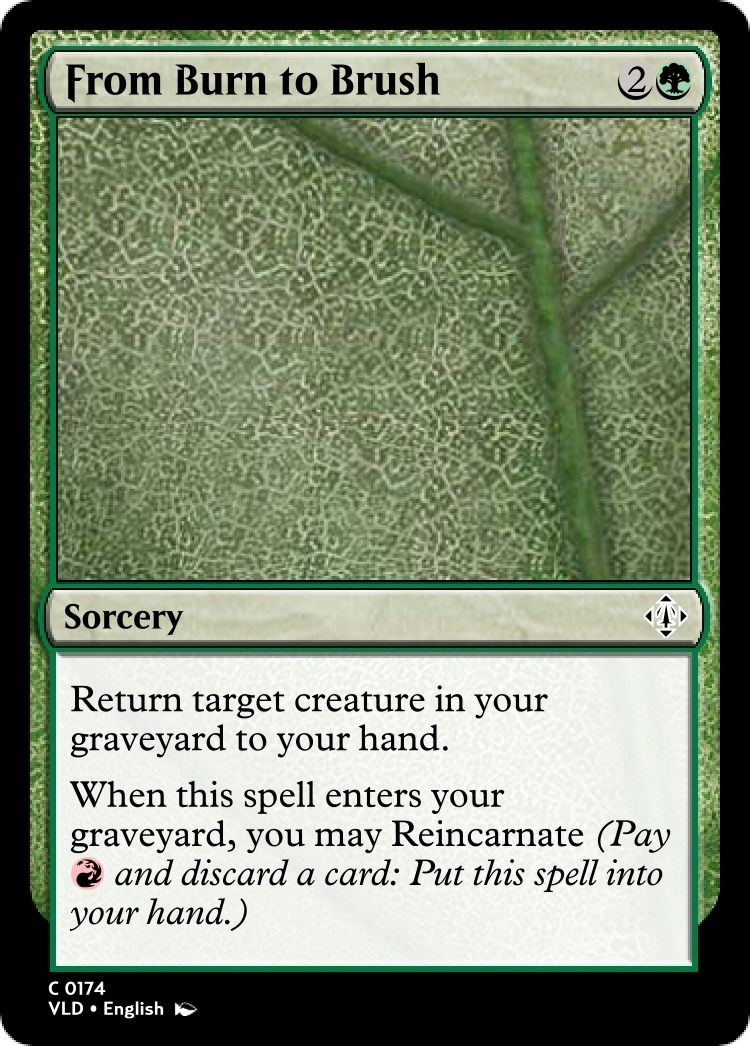 From Burn to Brush 2
Sorcery
Return target creature in your
graveyard to your hand.
When this spell enters your
graveyard, you may Reincarnate (Pay
and discard a card: Put this spell into
your hand.)
C 0174
VLD • English